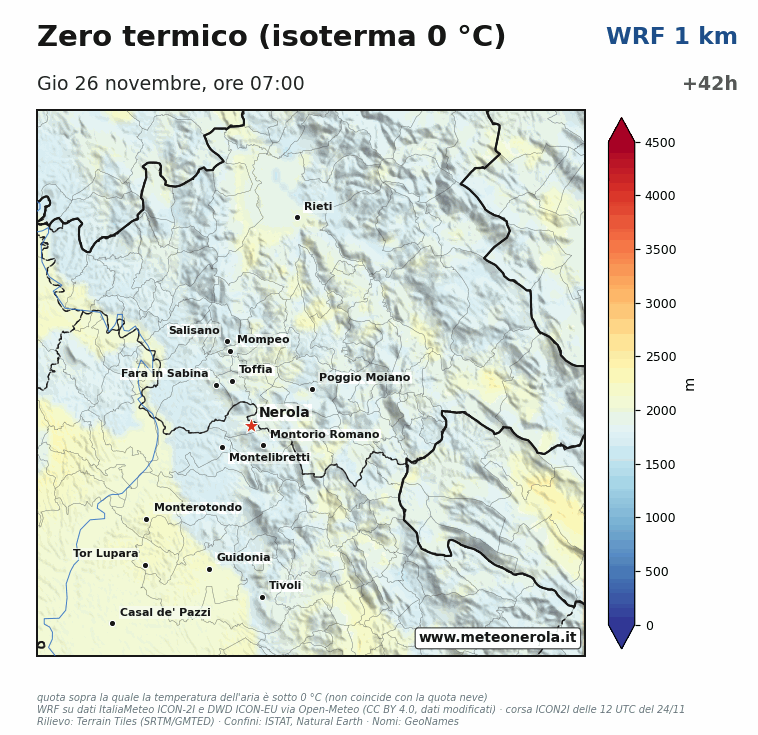 Zero termico (isoterma 0 °C)
WRF 1 km
Gio 26 novembre, ore 07:00
+42h
4500
4000
3500
3000
2500
2000
1500
1000
500
0
m
Rieti
Salisano
Mompeo
Toffia
Fara in Sabina
Poggio Moiano
Nerola
Montorio Romano
Montelibretti
Monterotondo
Tor Lupara
Guidonia
Tivoli
Casal de' Pazzi
www.meteonerola.it
quota sopra la quale la temperatura dell'aria è sotto 0 °C (non coincide con la quota neve)
WRF su dati ItaliaMeteo ICON-2I e DWD ICON-EU via Open-Meteo (CC BY 4.0, dati modificati) · corsa ICON2I delle 12 UTC del 24/11
Rilievo: Terrain Tiles (SRTM/GMTED) · Confini: ISTAT, Natural Earth · Nomi: GeoNames